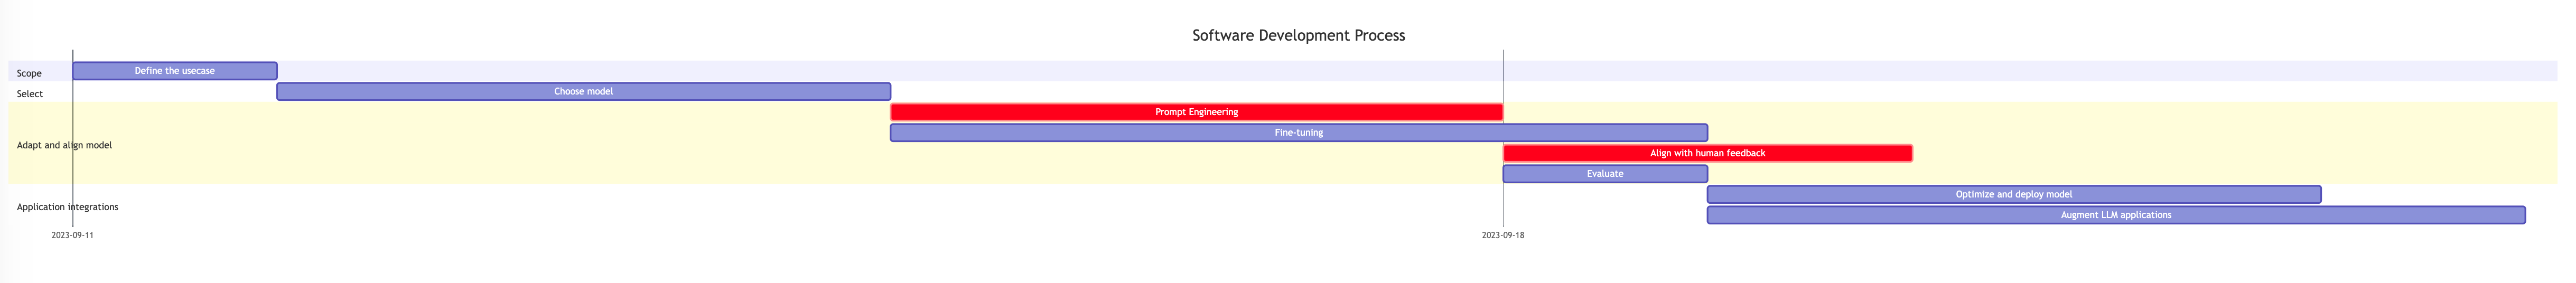 Software Development Process
Scope
Define the usecase
Select
Choose model
Adapt and align model
Prompt Engineering
Fine-tuning
Align with human feedback
Evaluate
Application integrations
Optimize and deploy model
Augment LLM applications
2023-09-11
2023-09-18